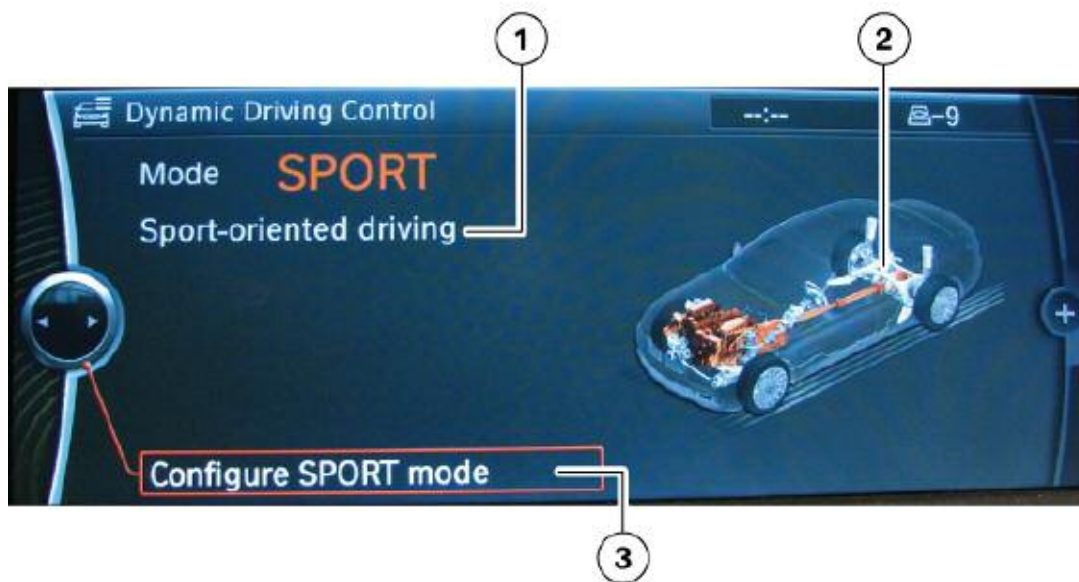 1
2
Dynamic Driving Control
--:--
-9
Mode SPORT
Sport-oriented driving
+
Configure SPORT mode
3